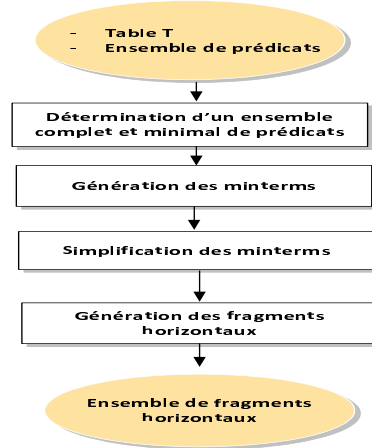 - Table T
- Ensemble de prédicats
Détermination d'un ensemble
complet et minimal de prédicats
Génération des minterms
Simplification des minterms
Génération des fragments
horizontaux
Ensemble de fragments
horizontaux